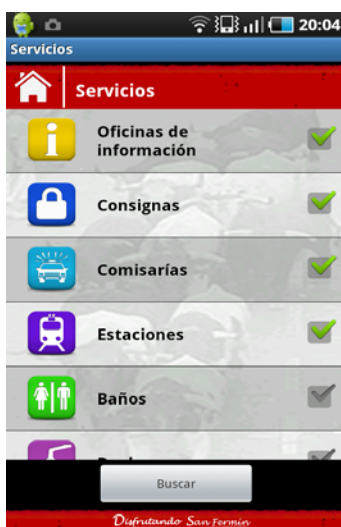 20:04
Servicios
Servicios
Oficinas de
información
Consignas
Comisarías
Estaciones
Baños
Buscar
Disfrutando San Fermín